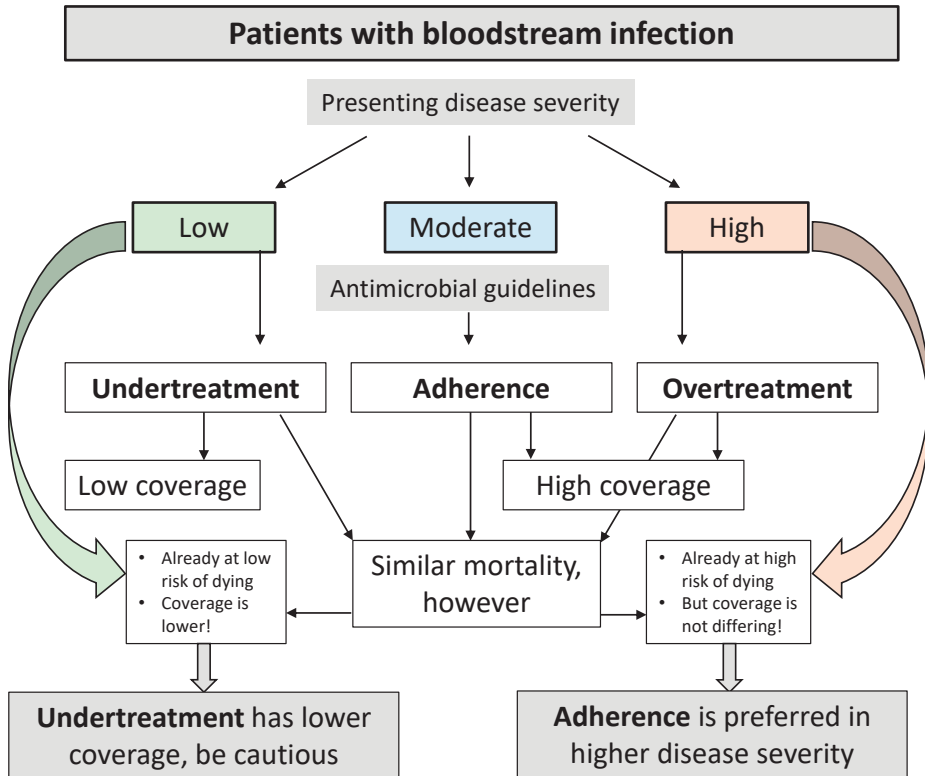 Patients with bloodstream infection
Presenting disease severity
Low
Moderate
High
Antimicrobial guidelines
Undertreatment
Adherence
Overtreatment
Low coverage
High coverage
• Already at low
risk of dying
• Coverage is
lower!
Similar mortality,
however
• Already at high
risk of dying
• But coverage is
not differing!
Undertreatment has lower
coverage, be cautious
Adherence is preferred in
higher disease severity